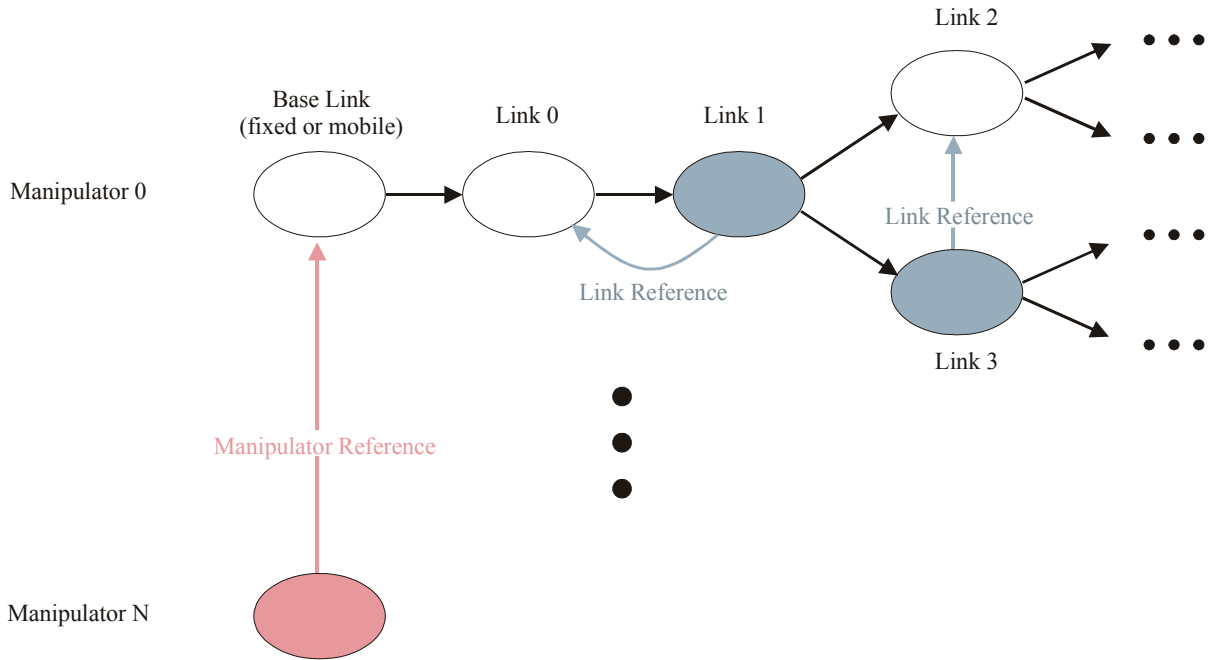 Link 2
Base Link
(fixed or mobile)
Link 0
Link 1
Manipulator 0
Link Reference
Link Reference
Link 3
Manipulator Reference
Manipulator N